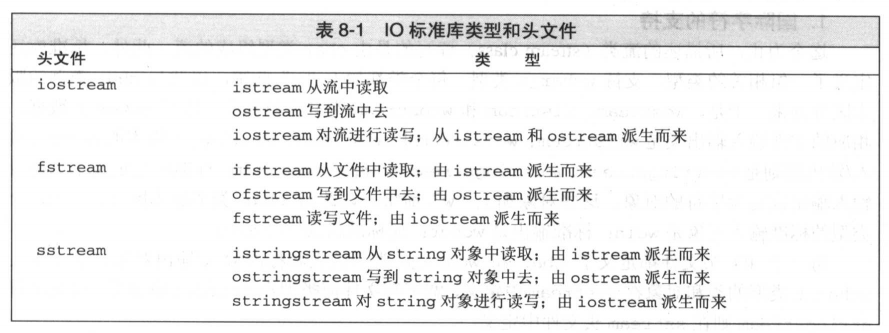 表 8-1 IO 标准库类型和头文件
头文件 类 型
iostream istream 从流中读取
ostream 写到流中去
iostream 对流进行读写，从 istream 和 ostream 派生而来
fstream ifstream 从文件中读取；由 istream 派生而来
ofstream 写到文件中去；由 ostream 派生而来
fstream 读写文件；由 iostream 派生而来
sstream istringstream 从 string 对象中读取；由 istream 派生而来
ostringstream 写到 string 对象中去；由 ostream 派生而来
stringstream 对 string 对象进行读写；由 iostream 派生而来